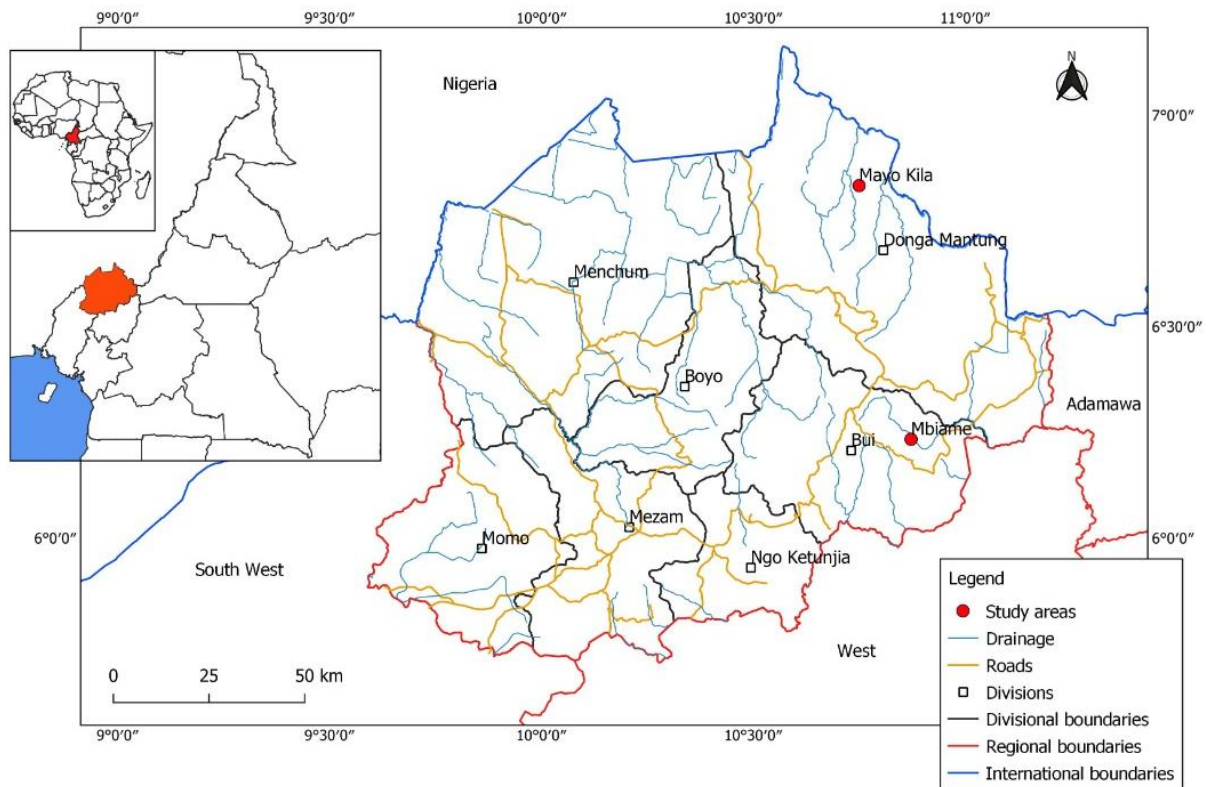 9°0′0″ 9°30′0″ 10°0′0″ 10°30′0″ 11°0′0″
Nigeria
N
7°0′0″
Mayo Kila
Donga Mantung
Menchum
6°30′0″
Boyo
Adamawa
Mbiame
Bui
Mezam
Momo
6°0′0″
6°0′0″
Ngo Ketunjia
South West
West
0 25 50 km
Legend
Study areas
Drainage
Roads
Divisions
Divisional boundaries
Regional boundaries
International boundaries
9°0′0″ 9°30′0″ 10°0′0″ 10°30′0″